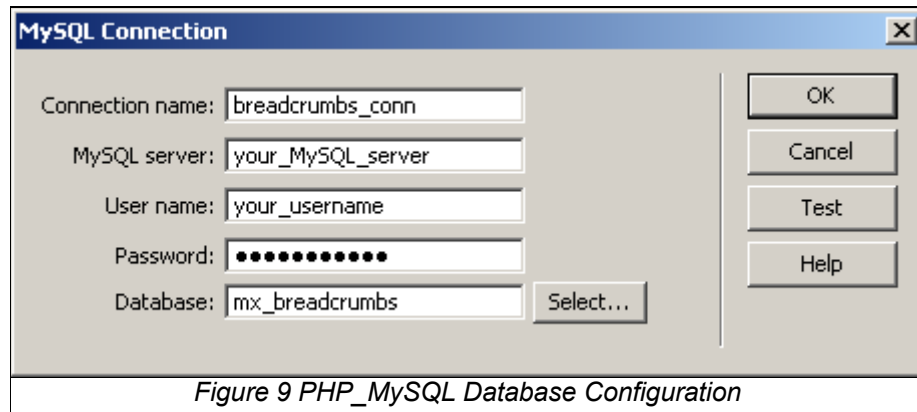 MySQL Connection
Connection name: breadcrumbs_conn
OK
MySQL server: your_MySQL_server
Cancel
User name: your_username
Test
Password: ●●●●●●●●●●●
Help
Database: mx_breadcrumbs Select...
Figure 9 PHP_MySQL Database Configuration